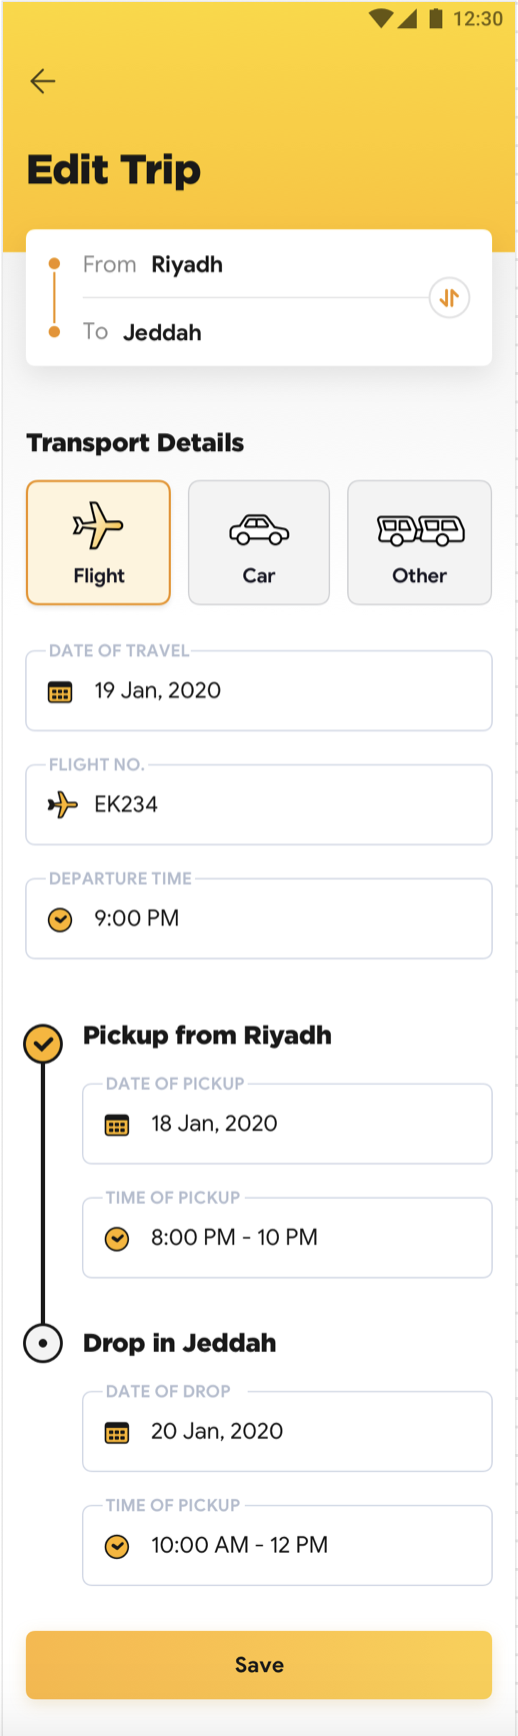 12:30
Edit Trip
From Riyadh
To Jeddah
Transport Details
Flight Car Other
DATE OF TRAVEL
19 Jan, 2020
FLIGHT NO.
EK234
DEPARTURE TIME
9:00 PM
Pickup from Riyadh
DATE OF PICKUP
18 Jan, 2020
TIME OF PICKUP
8:00 PM - 10 PM
Drop in Jeddah
DATE OF DROP
20 Jan, 2020
TIME OF PICKUP
10:00 AM - 12 PM
Save